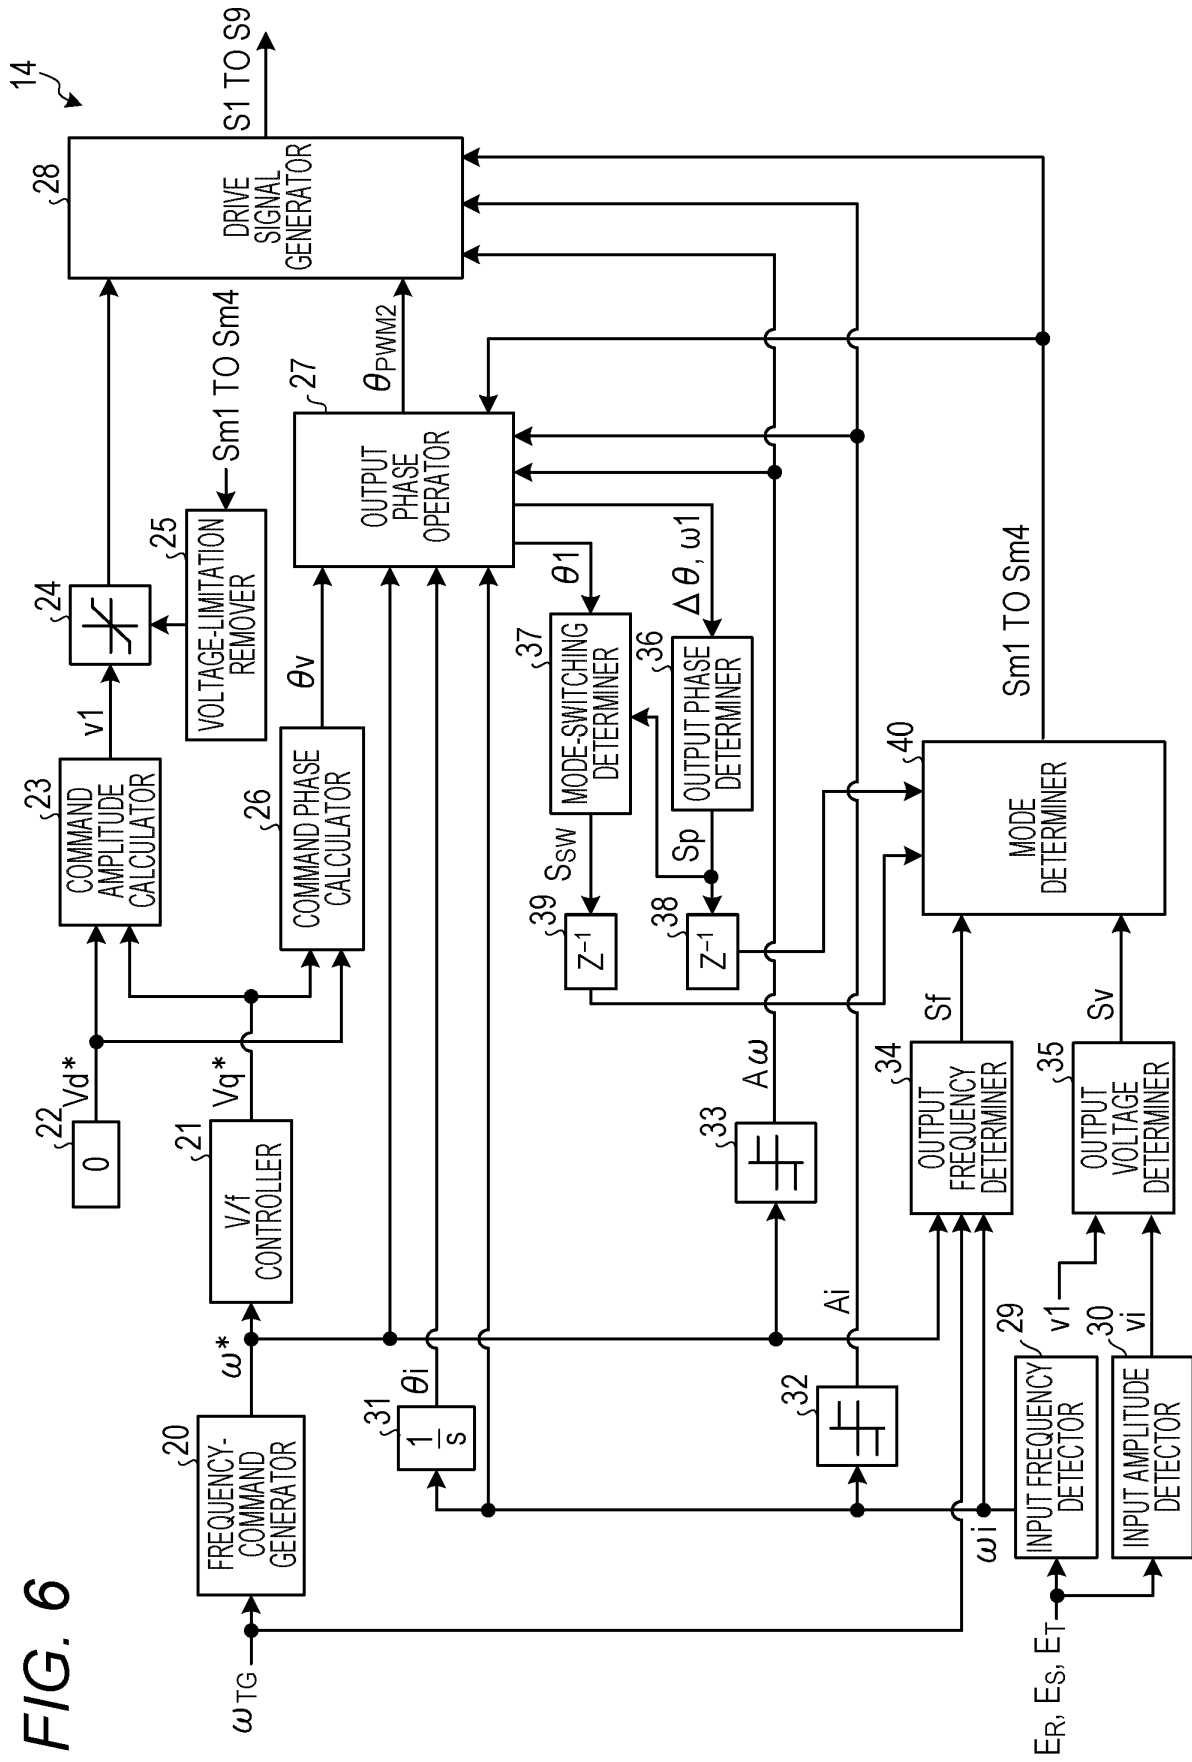 FIG. 6
14
ωTG
20
FREQUENCY-
COMMAND
GENERATOR
ω*
21
V/f
CONTROLLER
Vq*
22
0
Vd*
23
COMMAND
AMPLITUDE
CALCULATOR
v1
24
25
VOLTAGE-LIMITATION
REMOVER
Sm1 TO Sm4
26
COMMAND PHASE
CALCULATOR
θv
27
OUTPUT
PHASE
OPERATOR
θPWM2
28
DRIVE
SIGNAL
GENERATOR
S1 TO S9
31
1
s
θi
37
MODE-SWITCHING
DETERMINER
θ1
SSW
39
Z−1
36
OUTPUT PHASE
DETERMINER
Δθ, ω1
Sp
38
Z−1
33
Aω
32
Ai
34
OUTPUT
FREQUENCY
DETERMINER
Sf
35
OUTPUT
VOLTAGE
DETERMINER
Sv
40
MODE
DETERMINER
Sm1 TO Sm4
ER, ES, ET
29
INPUT FREQUENCY
DETECTOR
ωi
v1
30
INPUT AMPLITUDE
DETECTOR
vi